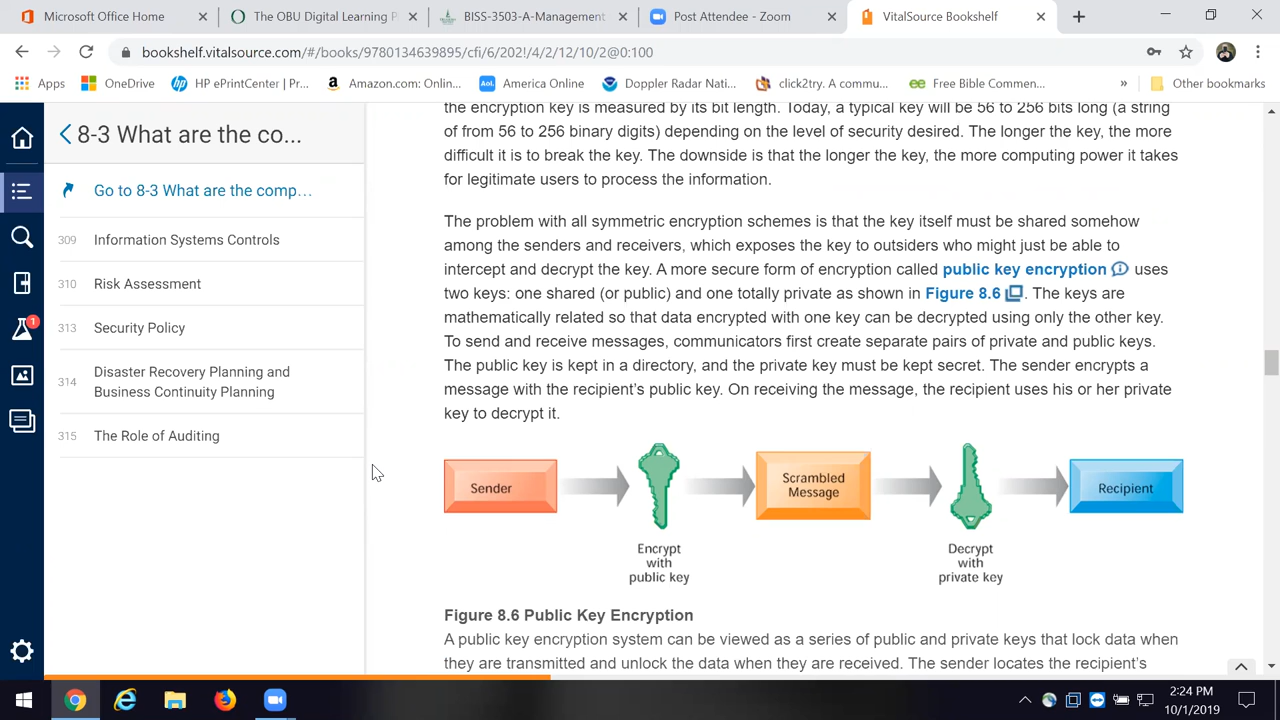 Microsoft Office Home
The OBU Digital Learning P
BISS-3503-A-Management
Post Attendee - Zoom
VitalSource Bookshelf
bookshelf.vitalsource.com/#/books/9780134639895/cfi/6/202!/4/2/12/10/2@0:100
Apps
OneDrive
HP ePrintCenter | Pr...
Amazon.com: Onlin...
America Online
Doppler Radar Nati...
click2try. A commu...
Free Bible Commen...
»
Other bookmarks
8-3 What are the co...
Go to 8-3 What are the comp...
309 Information Systems Controls
310 Risk Assessment
313 Security Policy
314 Disaster Recovery Planning and
Business Continuity Planning
315 The Role of Auditing
1
the encryption key is measured by its bit length. Today, a typical key will be 56 to 256 bits long (a string
of from 56 to 256 binary digits) depending on the level of security desired. The longer the key, the more
difficult it is to break the key. The downside is that the longer the key, the more computing power it takes
for legitimate users to process the information.
The problem with all symmetric encryption schemes is that the key itself must be shared somehow
among the senders and receivers, which exposes the key to outsiders who might just be able to
intercept and decrypt the key. A more secure form of encryption called public key encryption uses
two keys: one shared (or public) and one totally private as shown in Figure 8.6 . The keys are
mathematically related so that data encrypted with one key can be decrypted using only the other key.
To send and receive messages, communicators first create separate pairs of private and public keys.
The public key is kept in a directory, and the private key must be kept secret. The sender encrypts a
message with the recipient's public key. On receiving the message, the recipient uses his or her private
key to decrypt it.
Sender
Encrypt
with
public key
Scrambled
Message
Decrypt
with
private key
Recipient
Figure 8.6 Public Key Encryption
A public key encryption system can be viewed as a series of public and private keys that lock data when
they are transmitted and unlock the data when they are received. The sender locates the recipient's
2:24 PM
10/1/2019